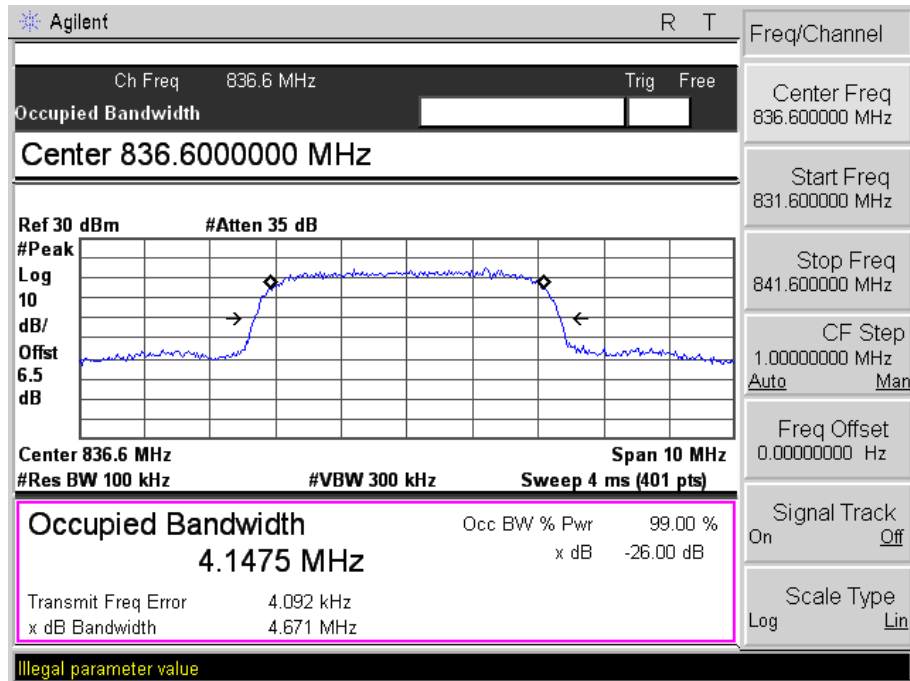 Agilent R T
Ch Freq 836.6 MHz Trig Free
Occupied Bandwidth
Center 836.6000000 MHz
Ref 30 dBm #Atten 35 dB
#Peak
Log
10
dB/
Offst
6.5
dB
Center 836.6 MHz Span 10 MHz
#Res BW 100 kHz #VBW 300 kHz Sweep 4 ms (401 pts)
Occupied Bandwidth
4.1475 MHz
Occ BW % Pwr 99.00 %
x dB -26.00 dB
Transmit Freq Error 4.092 kHz
x dB Bandwidth 4.671 MHz
Illegal parameter value
Freq/Channel
Center Freq
836.600000 MHz
Start Freq
831.600000 MHz
Stop Freq
841.600000 MHz
CF Step
1.00000000 MHz
Auto Man
Freq Offset
0.00000000 Hz
Signal Track
On Off
Scale Type
Log Lin